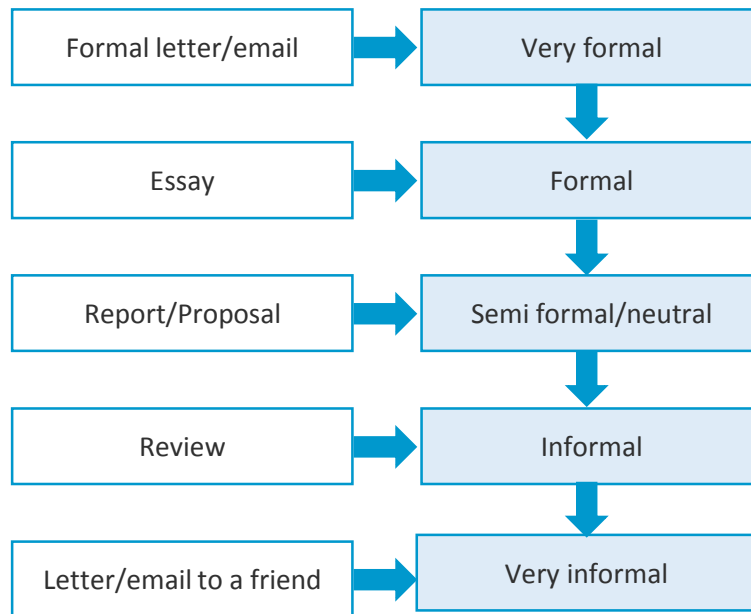 Formal letter/email
Very formal
Essay
Formal
Report/Proposal
Semi formal/neutral
Review
Informal
Letter/email to a friend
Very informal